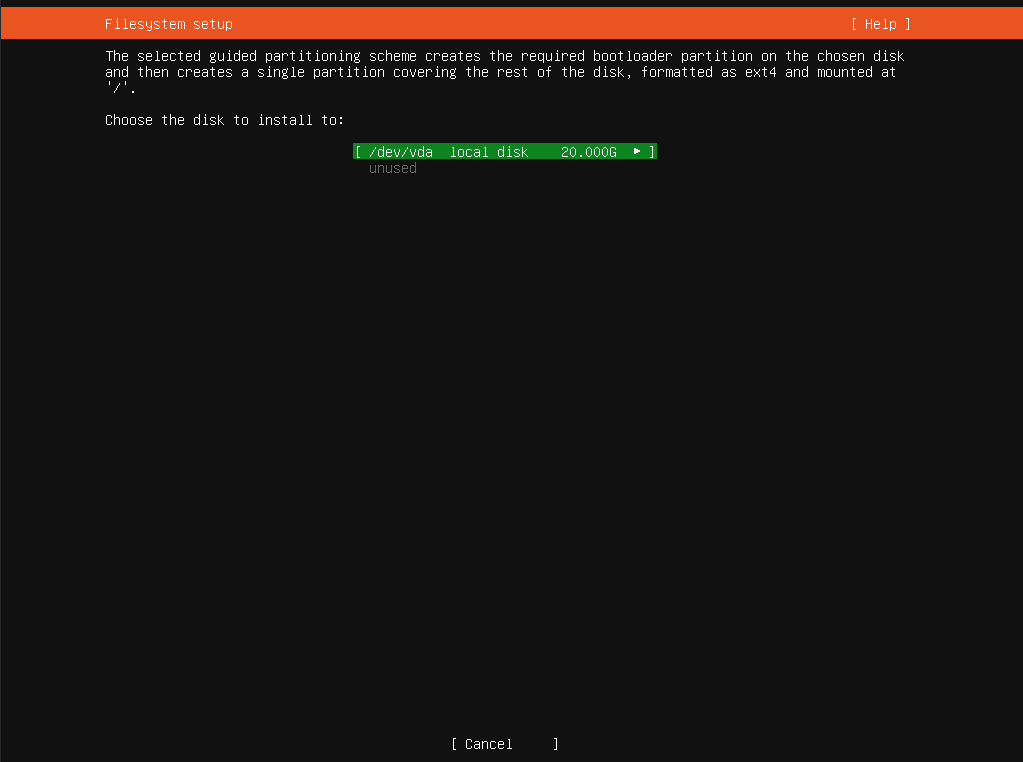 Filesystem setup [ Help ]
The selected guided partitioning scheme creates the required bootloader partition on the chosen disk
and then creates a single partition covering the rest of the disk, formatted as ext4 and mounted at
'/'.
Choose the disk to install to:
[ /dev/vda local disk 20.000G ► ]
unused
[ Cancel ]